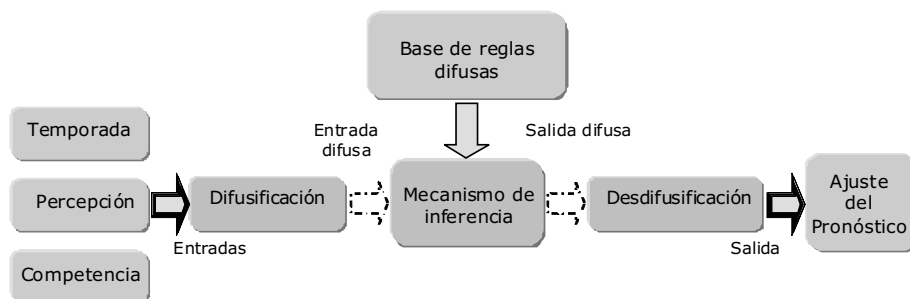 Base de reglas
difusas
Temporada
Entrada
difusa
Salida difusa
Percepción
Difusificación
Mecanismo de
inferencia
Desdifusificación
Ajuste
del
Pronóstico
Entradas
Salida
Competencia